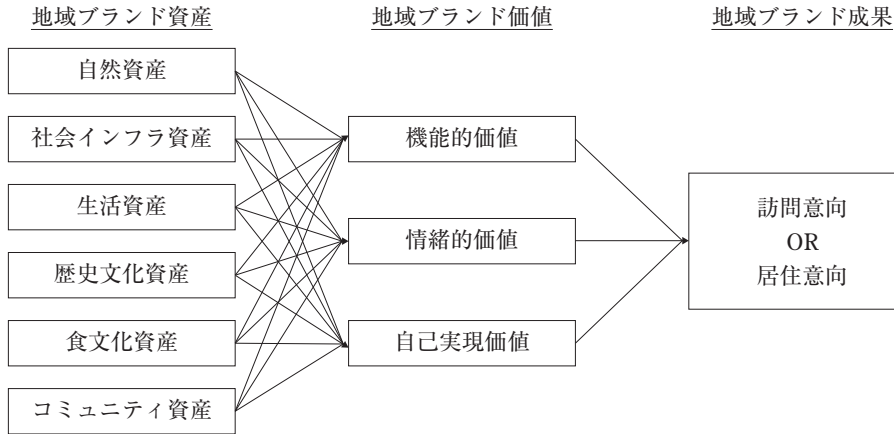 地域ブランド資産
自然資産
社会インフラ資産
生活資産
歴史文化資産
食文化資産
コミュニティ資産
地域ブランド価値
機能的価値
情緒的価値
自己実現価値
地域ブランド成果
訪問意向
OR
居住意向